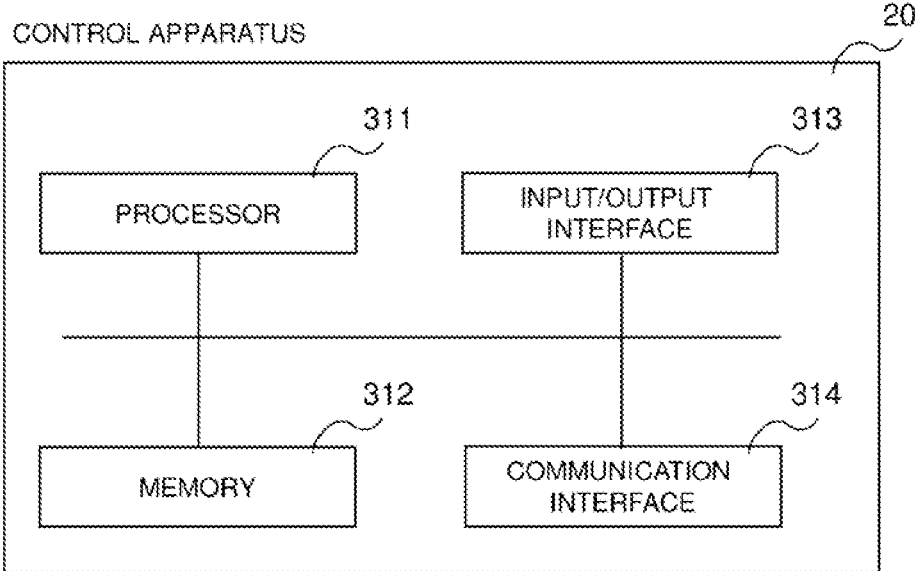 CONTROL APPARATUS
20
311
313
PROCESSOR
INPUT/OUTPUT
INTERFACE
312
314
MEMORY
COMMUNICATION
INTERFACE